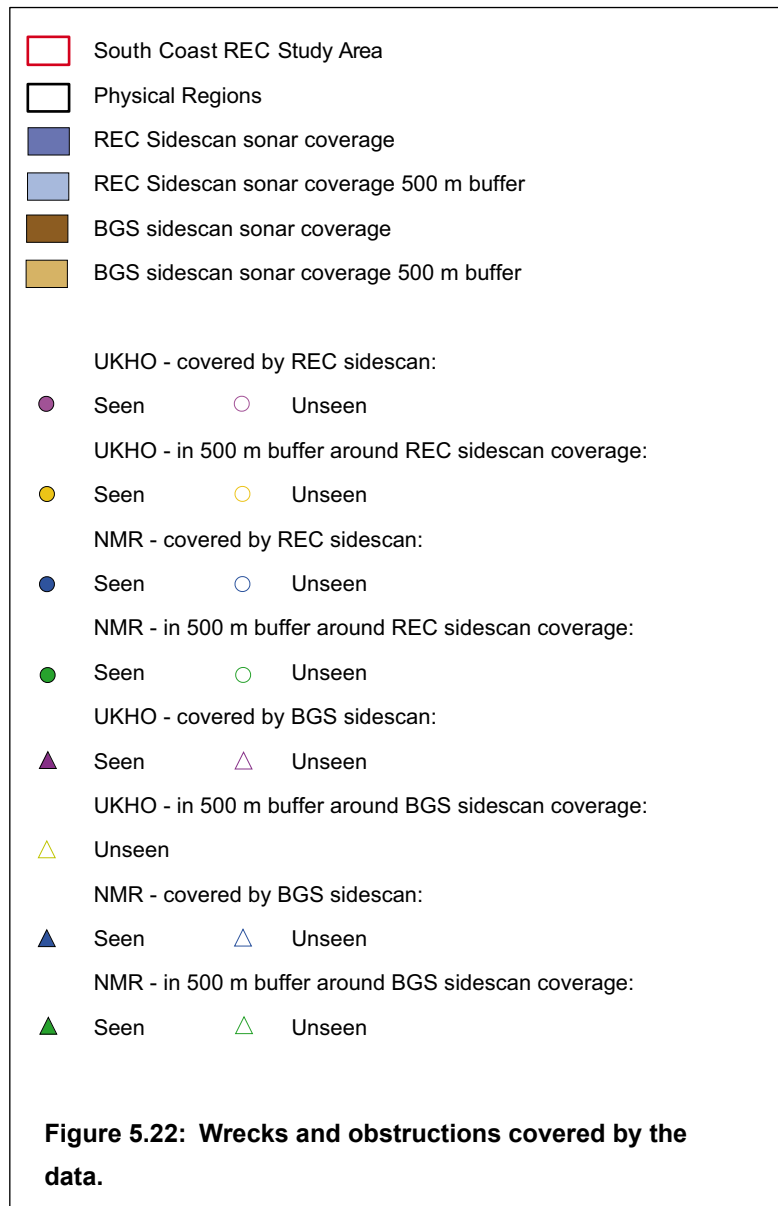 South Coast REC Study Area
Physical Regions
REC Sidescan sonar coverage
REC Sidescan sonar coverage 500 m buffer
BGS sidescan sonar coverage
BGS sidescan sonar coverage 500 m buffer
UKHO - covered by REC sidescan:
Seen Unseen
UKHO - in 500 m buffer around REC sidescan coverage:
Seen Unseen
NMR - covered by REC sidescan:
Seen Unseen
NMR - in 500 m buffer around REC sidescan coverage:
Seen Unseen
UKHO - covered by BGS sidescan:
Seen Unseen
UKHO - in 500 m buffer around BGS sidescan coverage:
Unseen
NMR - covered by BGS sidescan:
Seen Unseen
NMR - in 500 m buffer around BGS sidescan coverage:
Seen Unseen
Figure 5.22: Wrecks and obstructions covered by the
data.